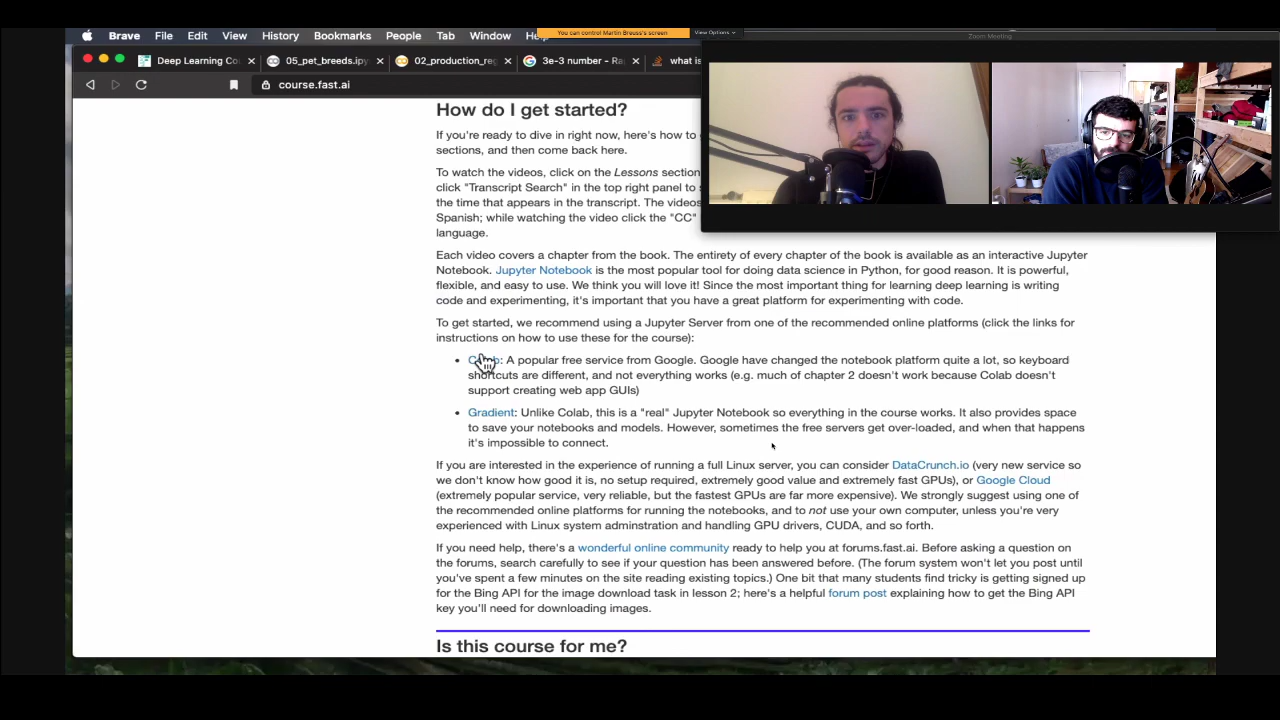 Brave File Edit View History Bookmarks People Tab Window
You can control Martin Breuss's screen
View Options
Zoom Meeting
Deep Learning Co
05_pet_breeds.ipy
02_production_re
3e-3 number - Ra
what is
course.fast.ai
How do I get started?
If you're ready to dive in right now, here's how to
sections, and then come back here.
To watch the videos, click on the Lessons section
click "Transcript Search" in the top right panel to
the time that appears in the transcript. The videos
Spanish; while watching the video click the "CC"
language.
Each video covers a chapter from the book. The entirety of every chapter of the book is available as an interactive Jupyter
Notebook. Jupyter Notebook is the most popular tool for doing data science in Python, for good reason. It is powerful,
flexible, and easy to use. We think you will love it! Since the most important thing for learning deep learning is writing
code and experimenting, it's important that you have a great platform for experimenting with code.
To get started, we recommend using a Jupyter Server from one of the recommended online platforms (click the links for
instructions on how to use these for the course):
: A popular free service from Google. Google have changed the notebook platform quite a lot, so keyboard
shortcuts are different, and not everything works (e.g. much of chapter 2 doesn't work because Colab doesn't
support creating web app GUIs)
Gradient: Unlike Colab, this is a "real" Jupyter Notebook so everything in the course works. It also provides space
to save your notebooks and models. However, sometimes the free servers get over-loaded, and when that happens
it's impossible to connect.
If you are interested in the experience of running a full Linux server, you can consider DataCrunch.io (very new service so
we don't know how good it is, no setup required, extremely good value and extremely fast GPUs), or Google Cloud
(extremely popular service, very reliable, but the fastest GPUs are far more expensive). We strongly suggest using one of
the recommended online platforms for running the notebooks, and to not use your own computer, unless you're very
experienced with Linux system adminstration and handling GPU drivers, CUDA, and so forth.
If you need help, there's a wonderful online community ready to help you at forums.fast.ai. Before asking a question on
the forums, search carefully to see if your question has been answered before. (The forum system won't let you post until
you've spent a few minutes on the site reading existing topics.) One bit that many students find tricky is getting signed up
for the Bing API for the image download task in lesson 2; here's a helpful forum post explaining how to get the Bing API
key you'll need for downloading images.
Is this course for me?